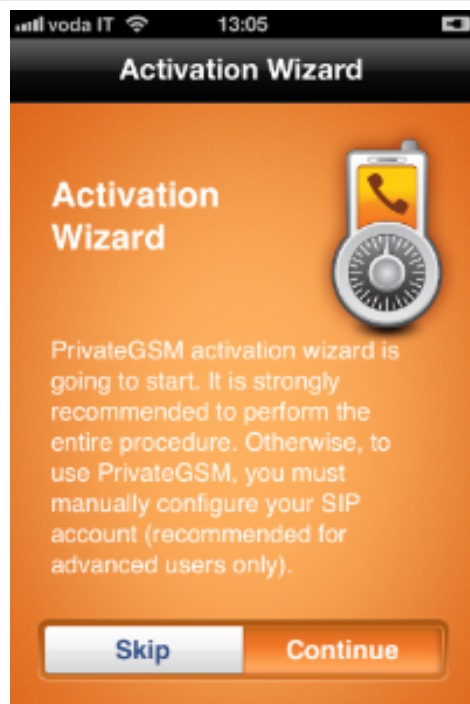 voda IT 13:05
Activation Wizard
Activation
Wizard
PrivateGSM activation wizard is
going to start. It is strongly
recommended to perform the
entire procedure. Otherwise, to
use PrivateGSM, you must
manually configure your SIP
account (recommended for
advanced users only).
Skip Continue